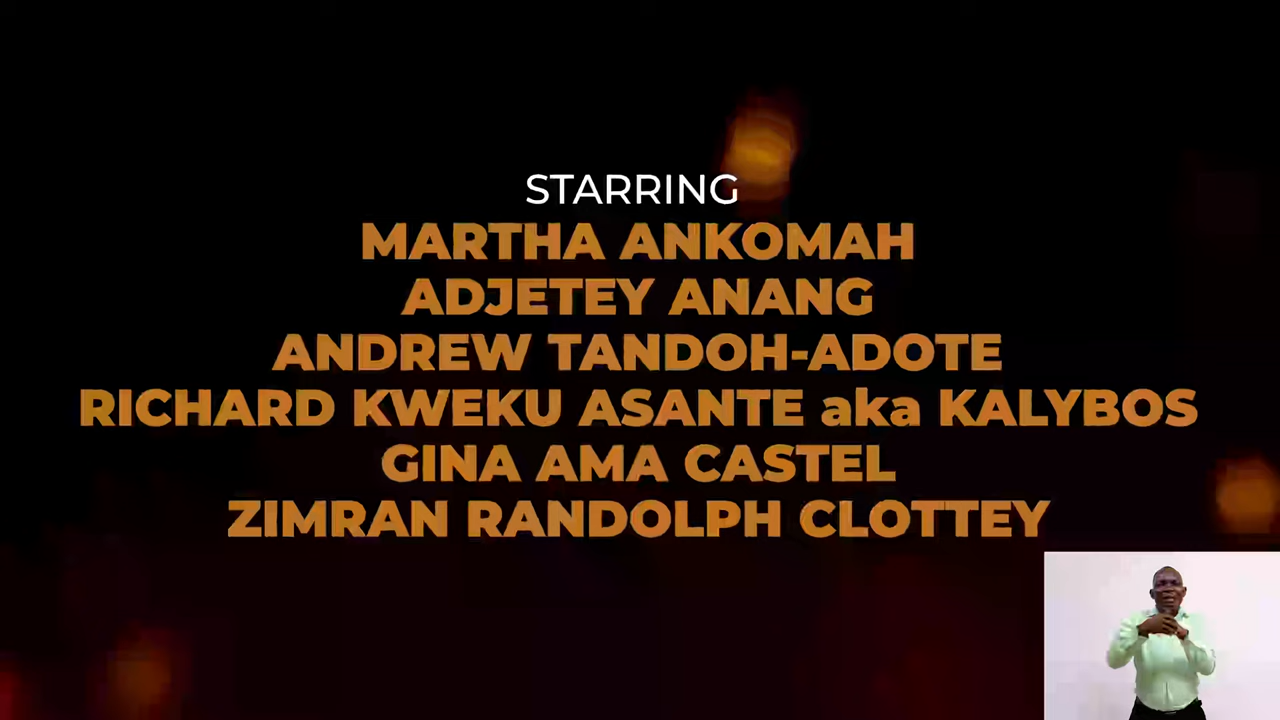 STARRING
MARTHA ANKOMAH
ADJETEY ANANG
ANDREW TANDOH-ADOTE
RICHARD KWEKU ASANTE aka KALYBOS
GINA AMA CASTEL
ZIMRAN RANDOLPH CLOTTEY